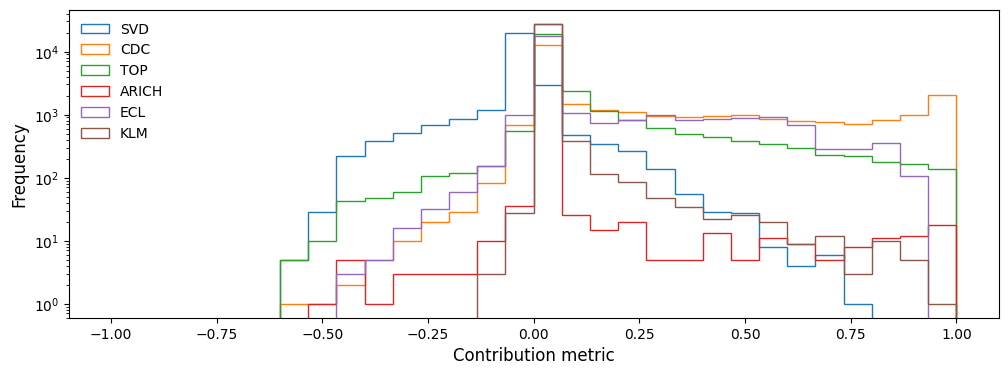 SVD
CDC
TOP
ARICH
ECL
KLM
Frequency
10⁴
10³
10²
10¹
10⁰
−1.00 −0.75 −0.50 −0.25 0.00 0.25 0.50 0.75 1.00
Contribution metric